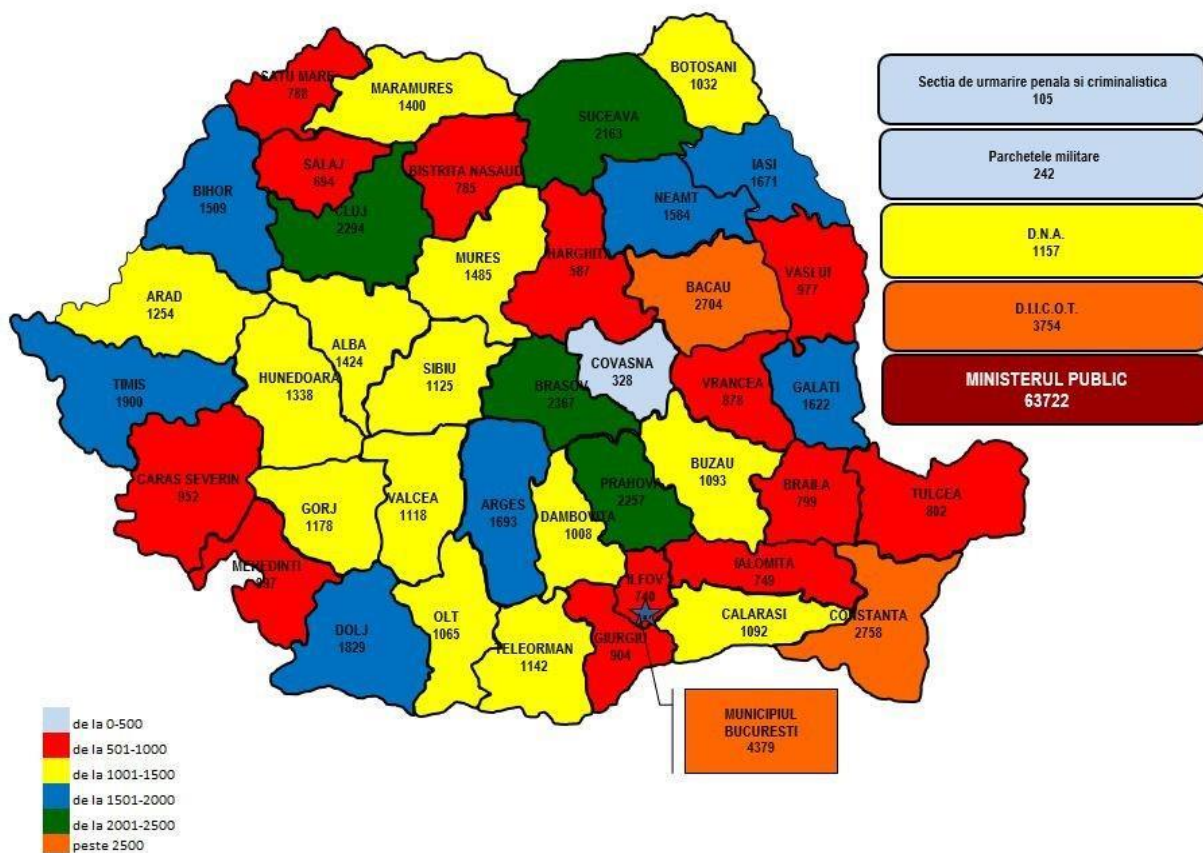 SATU MARE
788
MARAMURES
1400
BOTOSANI
1032
SUCEAVA
2163
SALAJ
694
BISTRITA NASAUD
785
IASI
1671
BIHOR
1509
CLUJ
2294
NEAMT
1584
MURES
1485
HARGHITA
587
VASLUI
977
ARAD
1254
BACAU
2704
ALBA
1424
COVASNA
328
TIMIS
1900
HUNEDOARA
1338
SIBIU
1125
BRASOV
2367
VRANCEA
878
GALATI
1622
CARAS SEVERIN
952
GORJ
1178
VALCEA
1118
ARGES
1693
DAMBOVITA
1008
PRAHOVA
2257
BUZAU
1093
BRAILA
799
TULCEA
802
MEHEDINTI
DOLJ
1829
OLT
1065
TELEORMAN
1142
GIURGIU
904
ILFOV
740
IALOMITA
749
CALARASI
1092
CONSTANTA
2758
MUNICIPIUL
BUCURESTI
4379
Sectia de urmarire penala si criminalistica
105
Parchetele militare
242
D.N.A.
1157
D.I.I.C.O.T.
3754
MINISTERUL PUBLIC
63722
de la 0-500
de la 501-1000
de la 1001-1500
de la 1501-2000
de la 2001-2500
peste 2500